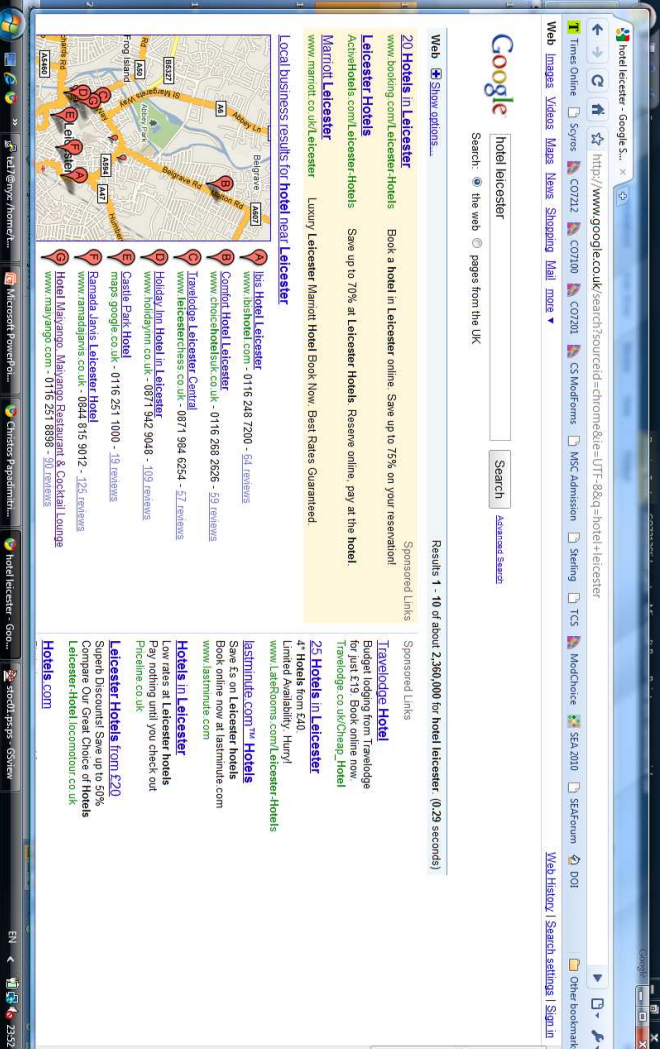 Google
hotel leicester - Google S...
http://www.google.co.uk/search?sourceid=chrome&ie=UTF-8&q=hotel+leicester
Times Online Scyros CO7212 CO7100 CO7201 CS ModForms MSC Admission Sterling TCS ModChoice SEA 2010 SEAForum DOI Other bookmark
Web Images Videos Maps News Shopping Mail more ▼ Web History | Search settings | Sign in
Google hotel leicester Search Advanced Search
Search: the web pages from the UK
Web Show options... Results 1 - 10 of about 2,360,000 for hotel leicester. (0.29 seconds)
Sponsored Links
20 Hotels in Leicester
www.booking.com/Leicester-Hotels Book a hotel in Leicester online. Save up to 75% on your reservation!
Leicester Hotels
ActiveHotels.com/Leicester-Hotels Save up to 70% at Leicester Hotels. Reserve online, pay at the hotel.
Marriott Leicester
www.marriott.co.uk/Leicester Luxury Leicester Marriott Hotel Book Now. Best Rates Guaranteed.
Local business results for hotel near Leicester
A
Ibis Hotel Leicester
www.ibishotel.com - 0116 248 7200 - 64 reviews
B
Comfort Hotel Leicester
www.choicehotelsuk.co.uk - 0116 268 2626 - 59 reviews
C
Travelodge Leicester Central
www.leicesterchess.co.uk - 0871 984 6254 - 57 reviews
D
Holiday Inn Hotel in Leicester
www.holidayinn.co.uk - 0871 942 9048 - 109 reviews
E
Castle Park Hotel
maps.google.co.uk - 0116 251 1000 - 19 reviews
F
Ramada Jarvis Leicester Hotel
www.ramadajarvis.co.uk - 0844 815 9012 - 125 reviews
G
Hotel Maiyango, Maiyango Restaurant & Cocktail Lounge
www.maiyango.com - 0116 251 8898 - 90 reviews
A6
Abbey Ln
Belgrave
A607
B5327
St Margarets Way
Abbey Park
Melton Rd
Belgrave Rd
A50
Frog Island
A594
A47
Humber
A5460
Leicester
Sponsored Links
Travelodge Hotel
Budget lodging from Travelodge
for just £19. Book online now.
Travelodge.co.uk/Cheap_Hotel
25 Hotels in Leicester
4* Hotels from £40.
Limited Availability. Hurry!
www.LateRooms.com/Leicester-Hotels
lastminute.com™ Hotels
Save £s on Leicester hotels
Book online now at lastminute.com
www.lastminute.com
Hotels in Leicester
Low rates at Leicester hotels
Pay nothing until you check out
Priceline.co.uk
Leicester Hotels from £20
Superb Discounts! Save up to 50%
Compare Our Great Choice of Hotels
Leicester-Hotel.locomotour.co.uk
Hotels.com
te17@nyx:/home/t... Microsoft PowerPoi... Christos Papadimitri... hotel leicester - Goo... stoc01-ps.ps - GSview EN 23:52